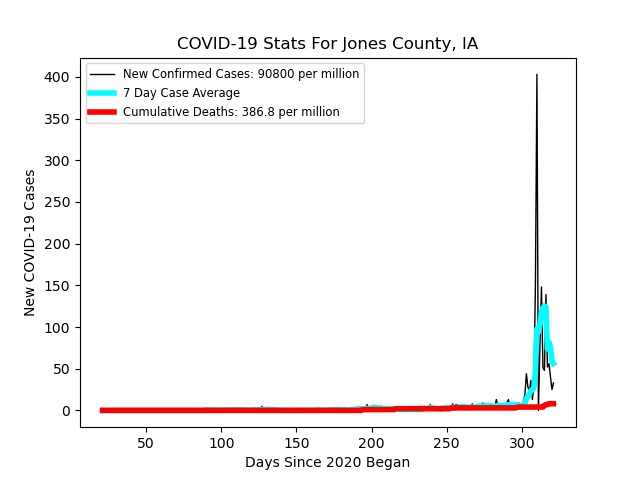 COVID-19 Stats For Jones County, IA
New Confirmed Cases: 90800 per million
7 Day Case Average
Cumulative Deaths: 386.8 per million
400
350
300
250
200
150
100
50
0
New COVID-19 Cases
50 100 150 200 250 300
Days Since 2020 Began